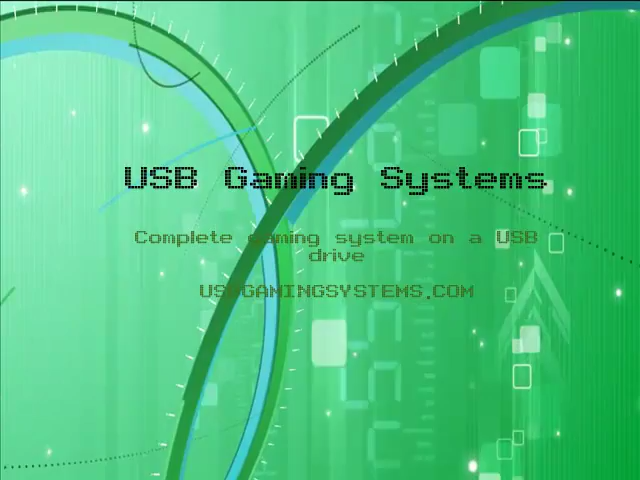 USB Gaming Systems
Complete gaming system on a USB
drive
USBGAMINGSYSTEMS.COM